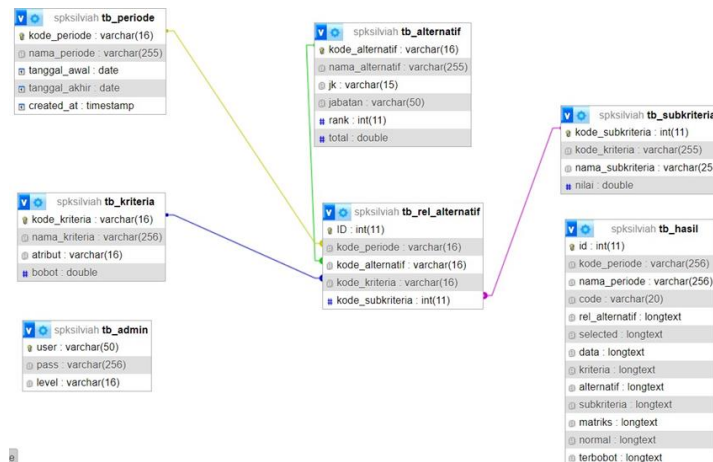 spksilviah tb_periode
kode_periode : varchar(16)
nama_periode : varchar(255)
tanggal_awal : date
tanggal_akhir : date
created_at : timestamp
spksilviah tb_alternatif
kode_alternatif : varchar(16)
nama_alternatif : varchar(255)
jk : varchar(15)
jabatan : varchar(50)
# rank : int(11)
# total : double
spksilviah tb_subkriteria
kode_subkriteria : int(11)
kode_kriteria : varchar(255)
nama_subkriteria : varchar(25
# nilai : double
spksilviah tb_kriteria
kode_kriteria : varchar(16)
nama_kriteria : varchar(256)
atribut : varchar(16)
# bobot : double
spksilviah tb_rel_alternatif
ID : int(11)
kode_periode : varchar(16)
kode_alternatif : varchar(16)
kode_kriteria : varchar(16)
# kode_subkriteria : int(11)
spksilviah tb_hasil
id : int(11)
kode_periode : varchar(256)
nama_periode : varchar(256)
code : varchar(20)
rel_alternatif : longtext
selected : longtext
data : longtext
kriteria : longtext
alternatif : longtext
subkriteria : longtext
matriks : longtext
normal : longtext
terbobot : longtext
spksilviah tb_admin
user : varchar(50)
pass : varchar(256)
level : varchar(16)
e